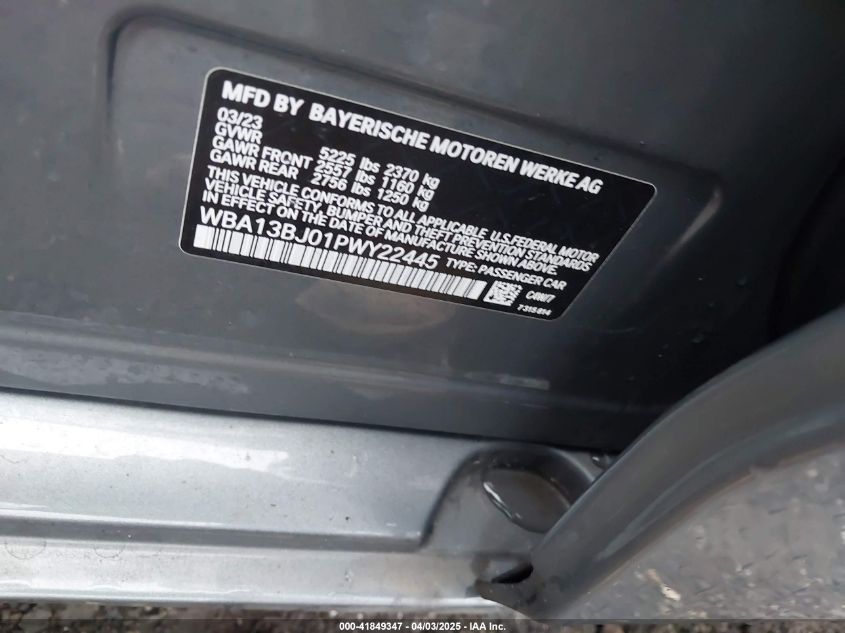 MFD BY BAYERISCHE MOTOREN WERKE AG
03/23
GVWR 5225 lbs 2370 kg
GAWR FRONT 2557 lbs 1160 kg
GAWR REAR 2756 lbs 1250 kg
THIS VEHICLE CONFORMS TO ALL APPLICABLE U.S. FEDERAL MOTOR
VEHICLE SAFETY, BUMPER, AND THEFT PREVENTION STANDARDS
IN EFFECT ON THE DATE OF MANUFACTURE SHOWN ABOVE.
WBA13BJ01PWY22445 TYPE: PASSENGER CAR
C4W/7
7315814
000-41849347 - 04/03/2025 - IAA Inc.